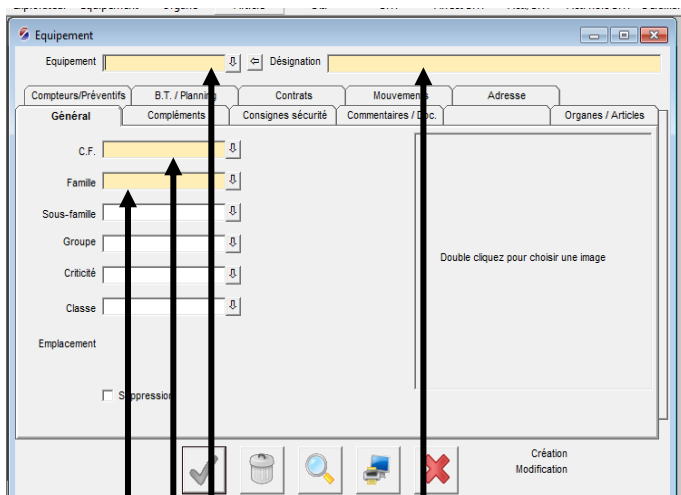 Equipement
Equipement Désignation
Compteurs/Préventifs B.T. / Planning Contrats Mouvements Adresse
Général Compléments Consignes sécurité Commentaires / Doc. Organes / Articles
C.F.
Famille
Sous-famille
Groupe
Criticité
Classe
Emplacement
Double cliquez pour choisir une image
Suppression
Création
Modification